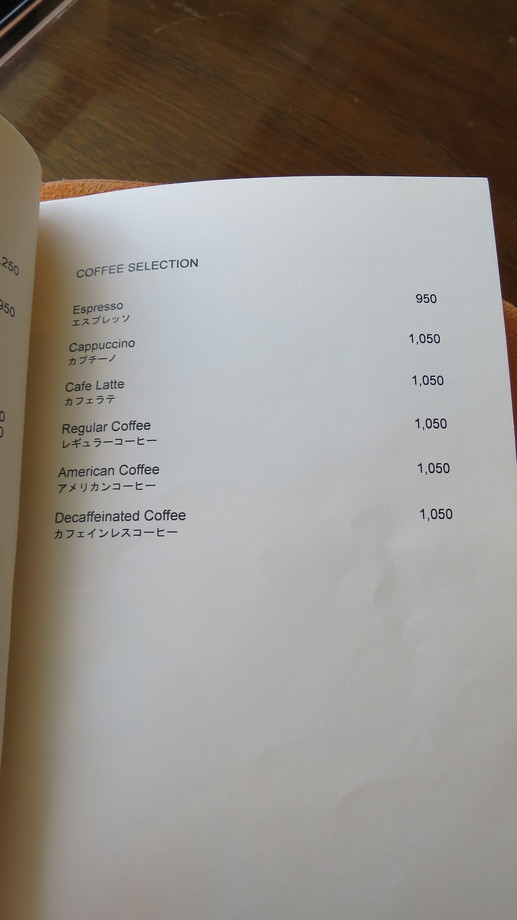 COFFEE SELECTION
Espresso 950
エスプレッソ
Cappuccino 1,050
カプチーノ
Cafe Latte 1,050
カフェラテ
Regular Coffee 1,050
レギュラーコーヒー
American Coffee 1,050
アメリカンコーヒー
Decaffeinated Coffee 1,050
カフェインレスコーヒー